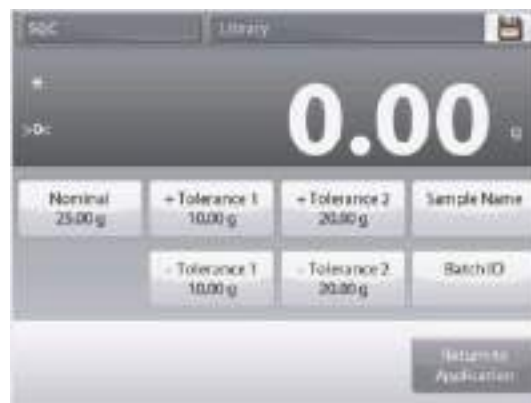 SQC Library
*
>0<
0.00 g
Nominal + Tolerance 1 + Tolerance 2 Sample Name
25.00 g 10.00 g 20.00 g
- Tolerance 1 - Tolerance 2 Batch ID
10.00 g 20.00 g
Return to
Application